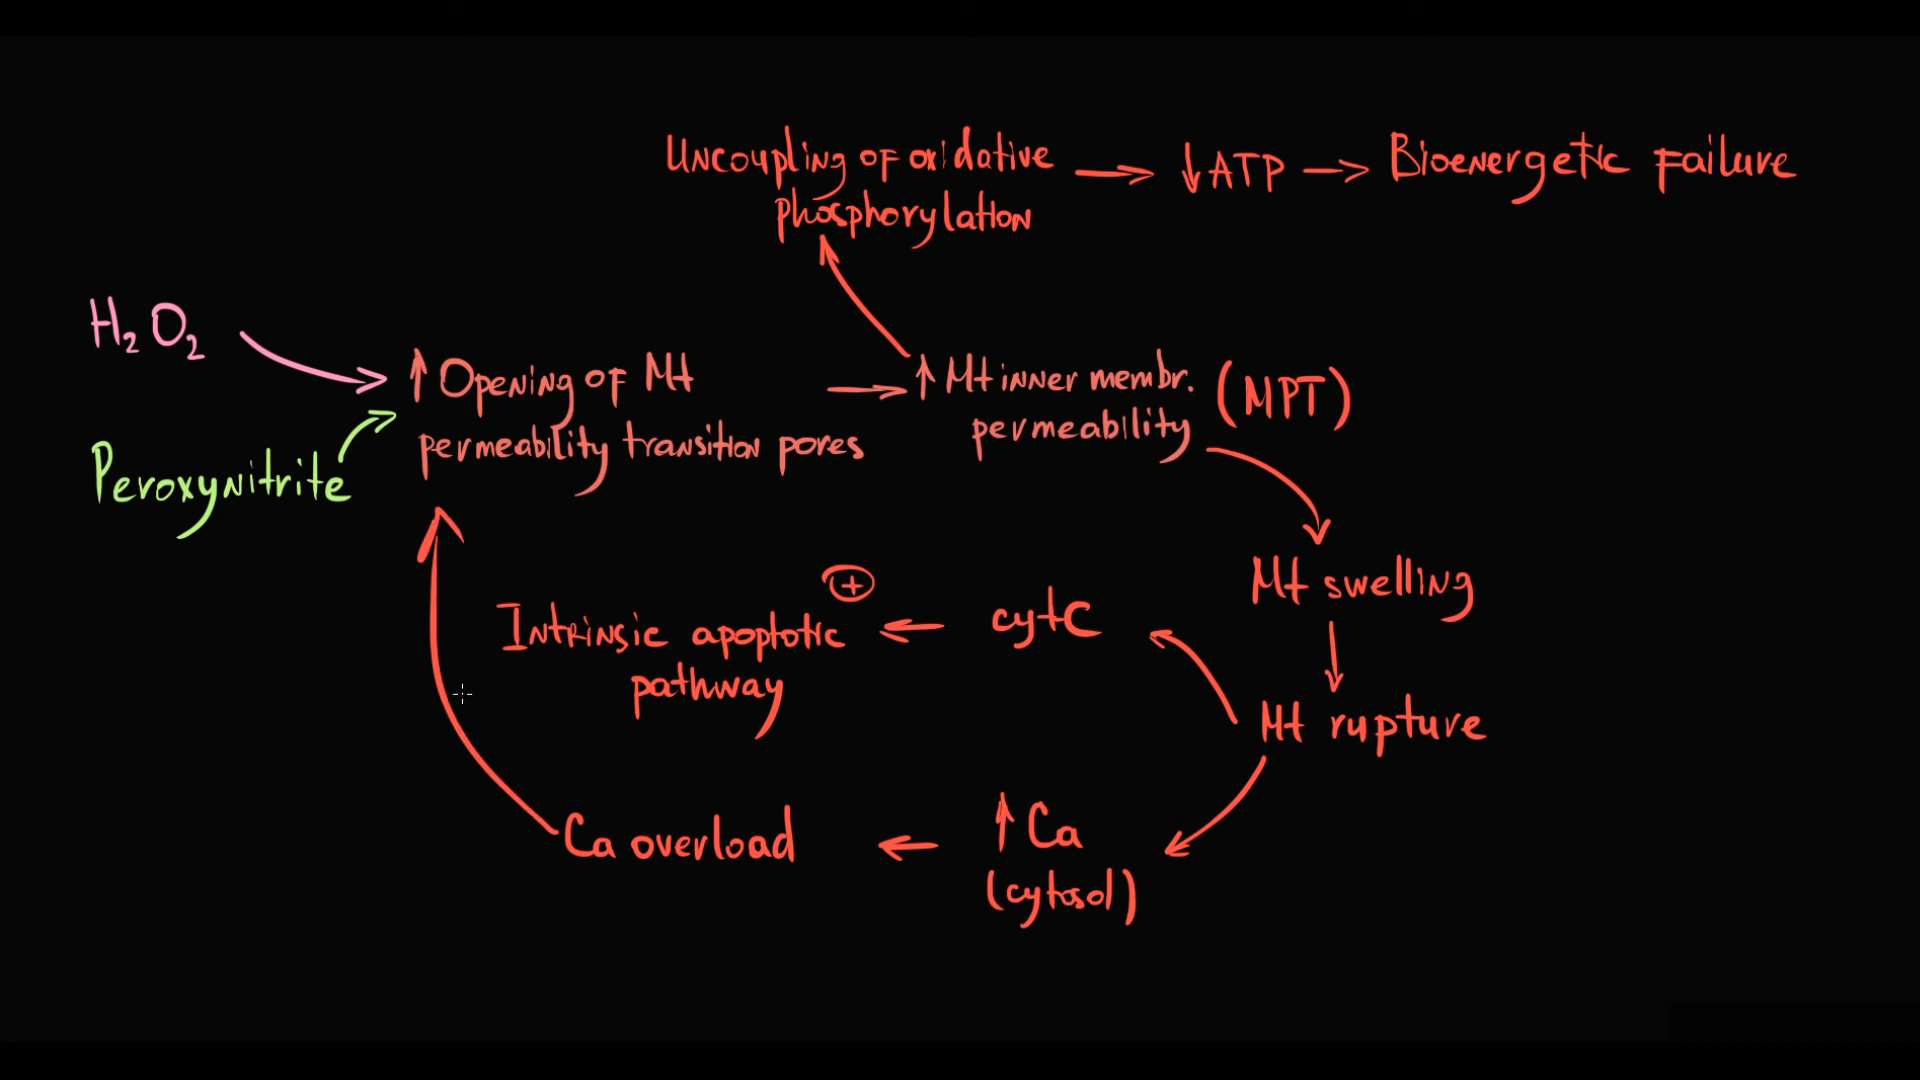 Uncoupling of oxidative → ↓ ATP → Bioenergetic failure
phosphorylation
H₂O₂
↑ Opening of Mt → ↑ Mt inner membr. (MPT)
permeability transition pores
permeability
Peroxynitrite
Mt swelling
Intrinsic apoptotic ⊕ ← cytC
pathway
Mt rupture
Ca overload ← ↑ Ca
(cytosol)